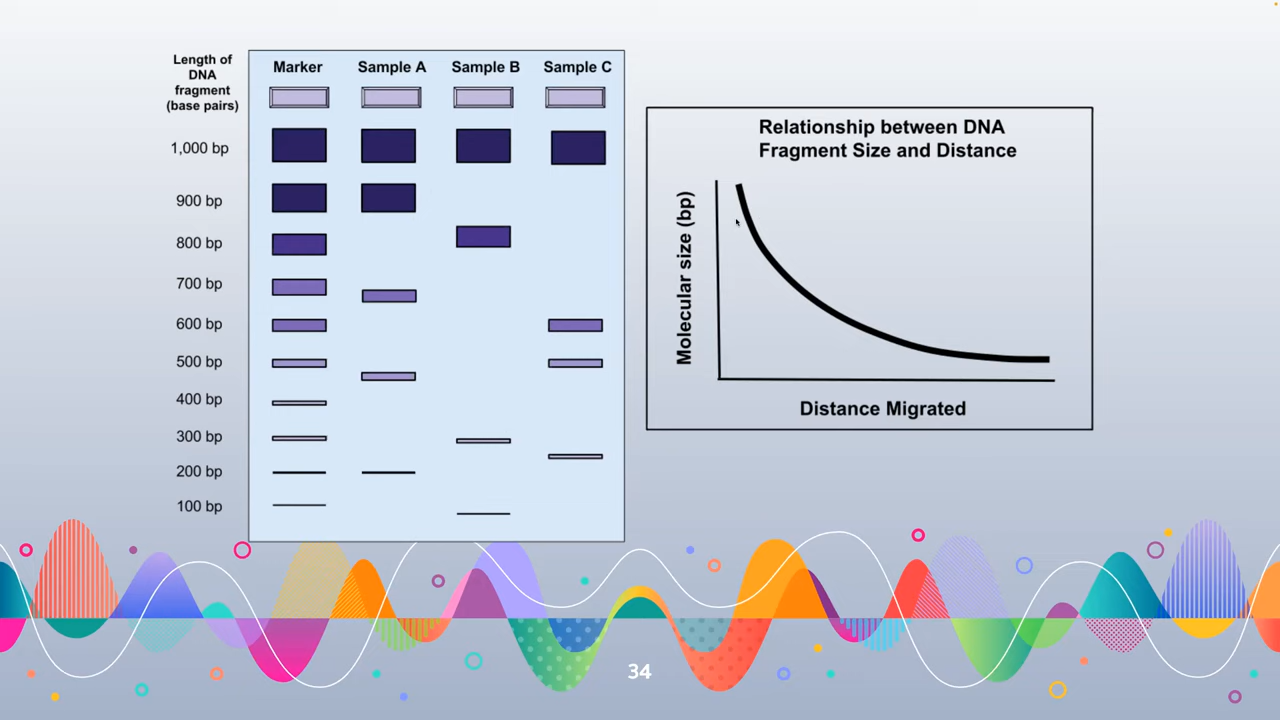 Length of
DNA
fragment
(base pairs)
Marker Sample A Sample B Sample C
1,000 bp
900 bp
800 bp
700 bp
600 bp
500 bp
400 bp
300 bp
200 bp
100 bp
Relationship between DNA
Fragment Size and Distance
Molecular size (bp)
Distance Migrated
34